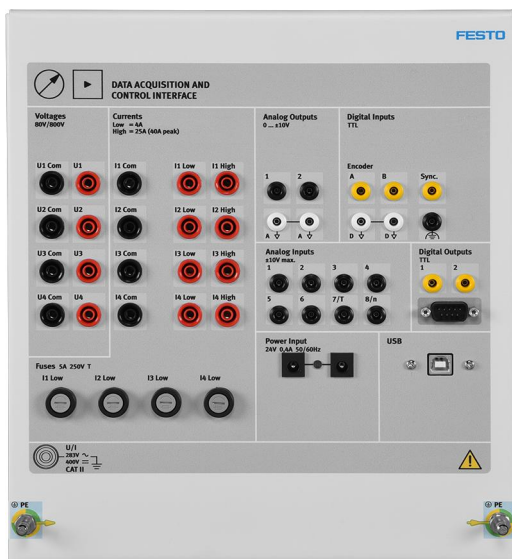 FESTO
DATA ACQUISITION AND
CONTROL INTERFACE
Voltages
80V/800V
U1 Com U1
U2 Com U2
U3 Com U3
U4 Com U4
Currents
Low = 4A
High = 25A (40A peak)
I1 Com I1 Low I1 High
I2 Com I2 Low I2 High
I3 Com I3 Low I3 High
I4 Com I4 Low I4 High
Analog Outputs
0 ... ±10V
1 2
A A
Digital Inputs
TTL
Encoder
A B Sync.
D D
Analog Inputs
±10V max.
1 2 3 4
5 6 7/T 8/n
Digital Outputs
TTL
1 2
Power Input
24V 0,4A 50/60Hz
USB
Fuses 5A 250V T
I1 Low I2 Low I3 Low I4 Low
U/I
283V ~
400V ⎓
CAT II
PE
PE